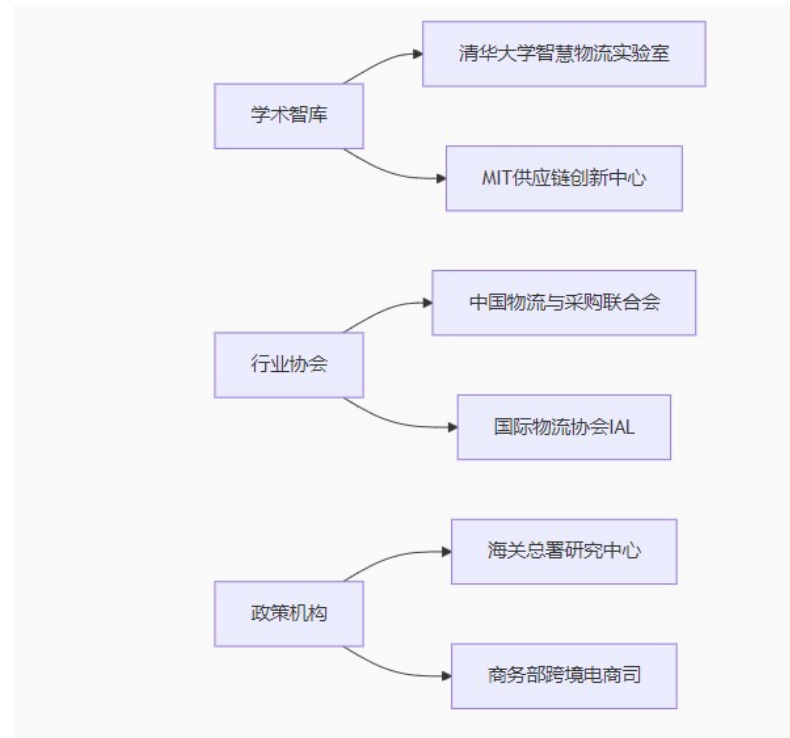 清华大学智慧物流实验室
学术智库
MIT供应链创新中心
中国物流与采购联合会
行业协会
国际物流协会IAL
海关总署研究中心
政策机构
商务部跨境电商司